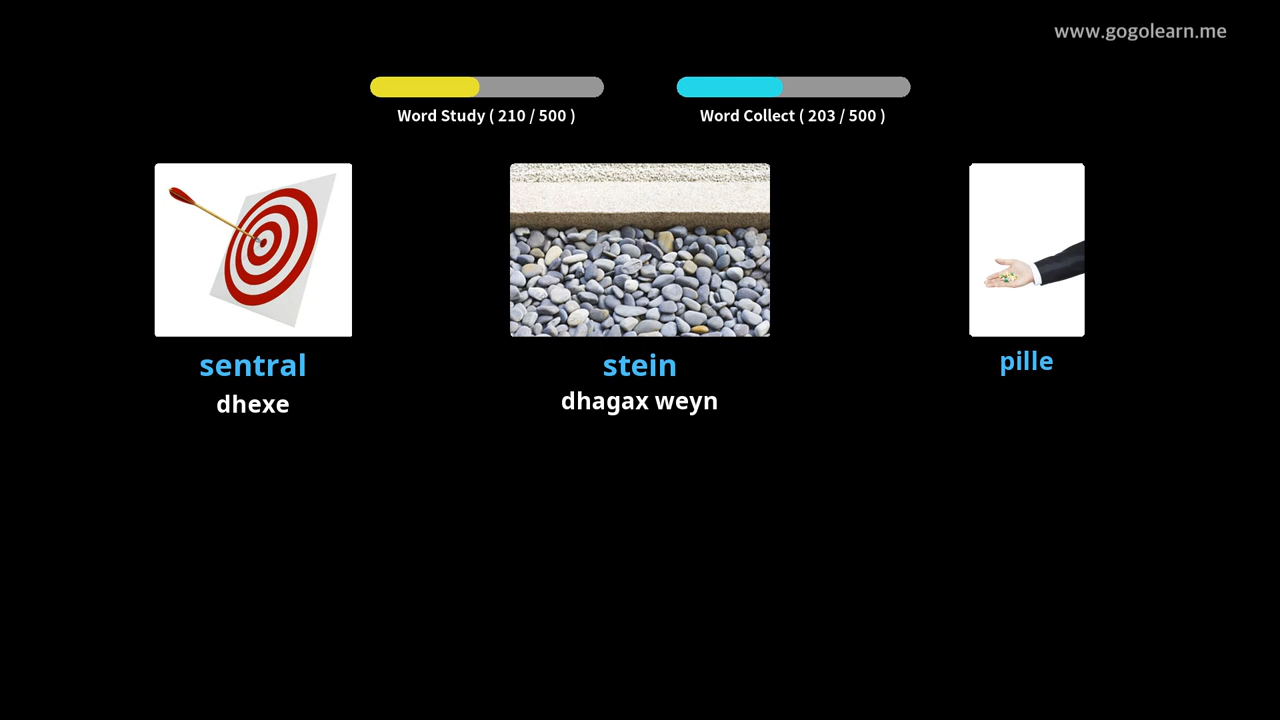 www.gogolearn.me
Word Study ( 210 / 500 )
Word Collect ( 203 / 500 )
sentral
dhexe
stein
dhagax weyn
pille